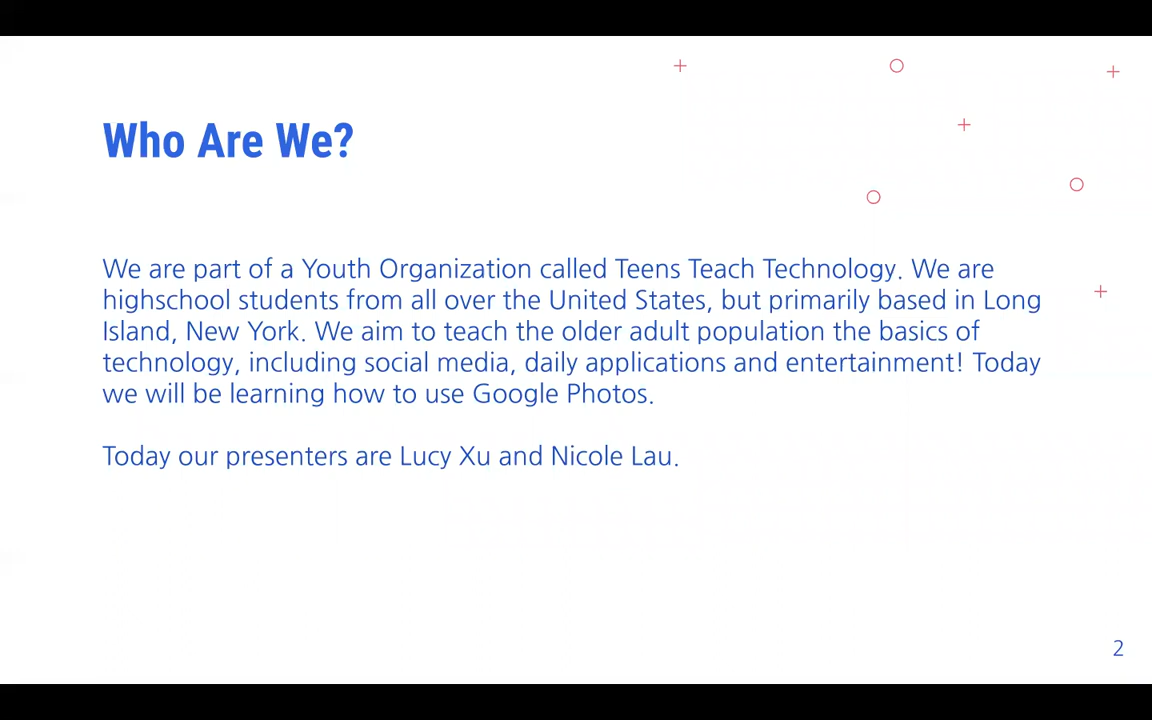 Who Are We?
We are part of a Youth Organization called Teens Teach Technology. We are
highschool students from all over the United States, but primarily based in Long
Island, New York. We aim to teach the older adult population the basics of
technology, including social media, daily applications and entertainment! Today
we will be learning how to use Google Photos.
Today our presenters are Lucy Xu and Nicole Lau.
2